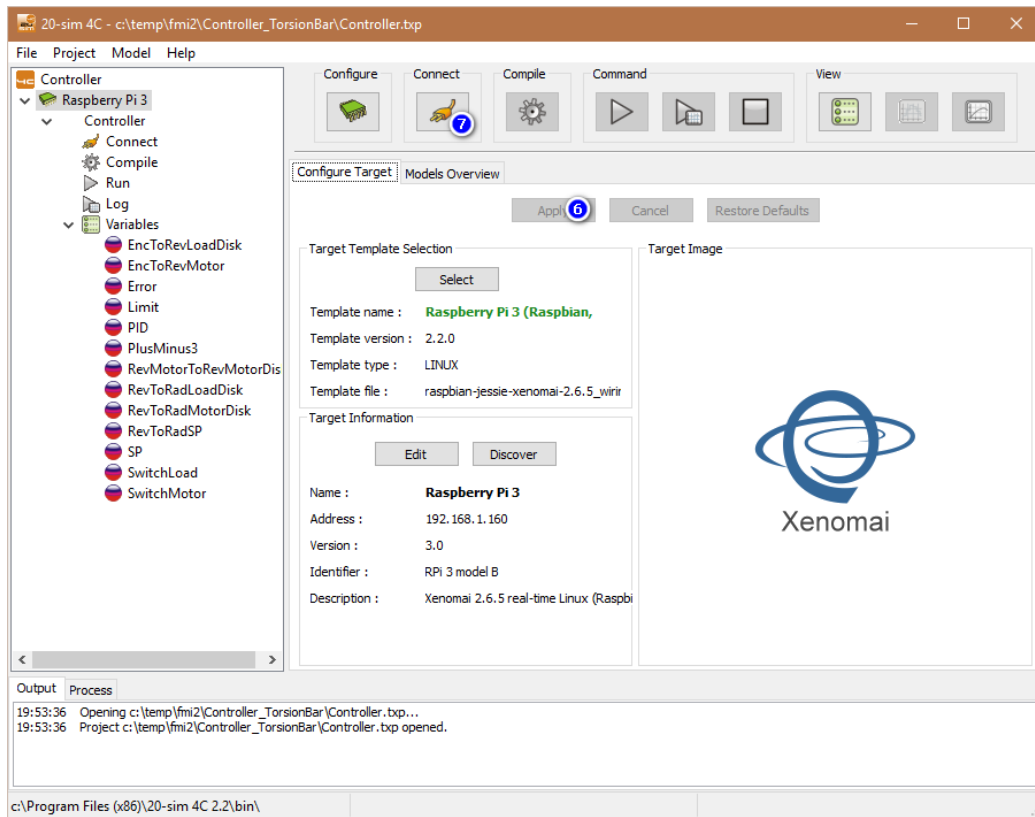 20-sim 4C - c:\temp\fmi2\Controller_TorsionBar\Controller.txp
File Project Model Help
Controller
Raspberry Pi 3
Controller
Connect
Compile
Run
Log
Variables
EncToRevLoadDisk
EncToRevMotor
Error
Limit
PID
PlusMinus3
RevMotorToRevMotorDis
RevToRadLoadDisk
RevToRadMotorDisk
RevToRadSP
SP
SwitchLoad
SwitchMotor
Configure Connect Compile Command View
7
Configure Target Models Overview
Apply 6 Cancel Restore Defaults
Target Template Selection
Select
Template name : Raspberry Pi 3 (Raspbian,
Template version : 2.2.0
Template type : LINUX
Template file : raspbian-jessie-xenomai-2.6.5_wirin
Target Information
Edit Discover
Name : Raspberry Pi 3
Address : 192.168.1.160
Version : 3.0
Identifier : RPi 3 model B
Description : Xenomai 2.6.5 real-time Linux (Raspbi
Target Image
Xenomai
Output Process
19:53:36 Opening c:\temp\fmi2\Controller_TorsionBar\Controller.txp...
19:53:36 Project c:\temp\fmi2\Controller_TorsionBar\Controller.txp opened.
c:\Program Files (x86)\20-sim 4C 2.2\bin\